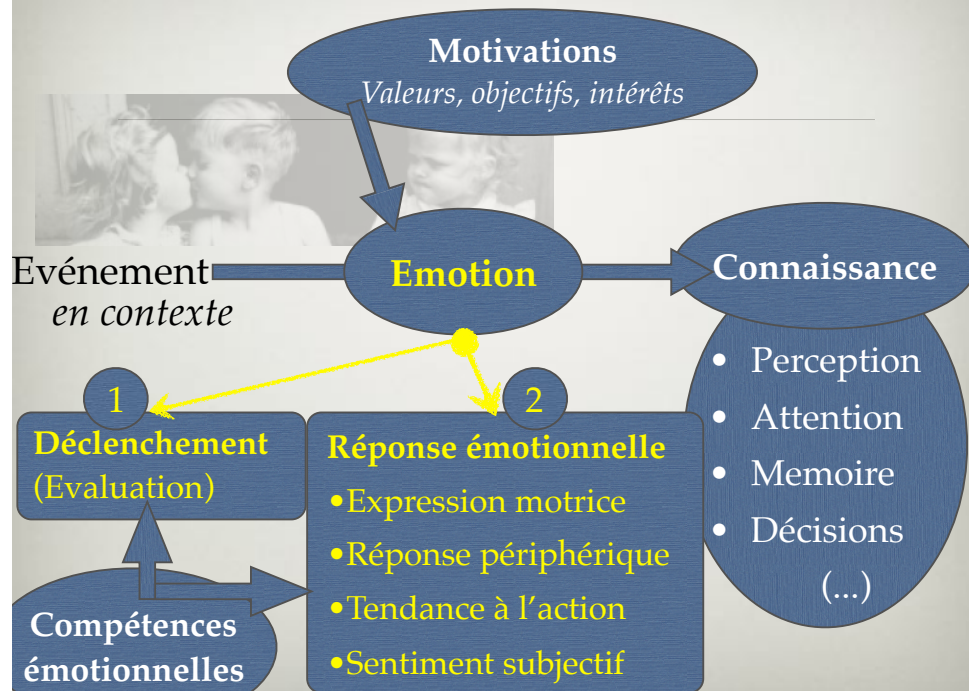 Motivations
Valeurs, objectifs, intérêts
Evénement
en contexte
Emotion
Connaissance
• Perception
• Attention
• Memoire
• Décisions
(...)
1
Déclenchement
(Evaluation)
2
Réponse émotionnelle
•Expression motrice
•Réponse périphérique
•Tendance à l'action
•Sentiment subjectif
Compétences
émotionnelles